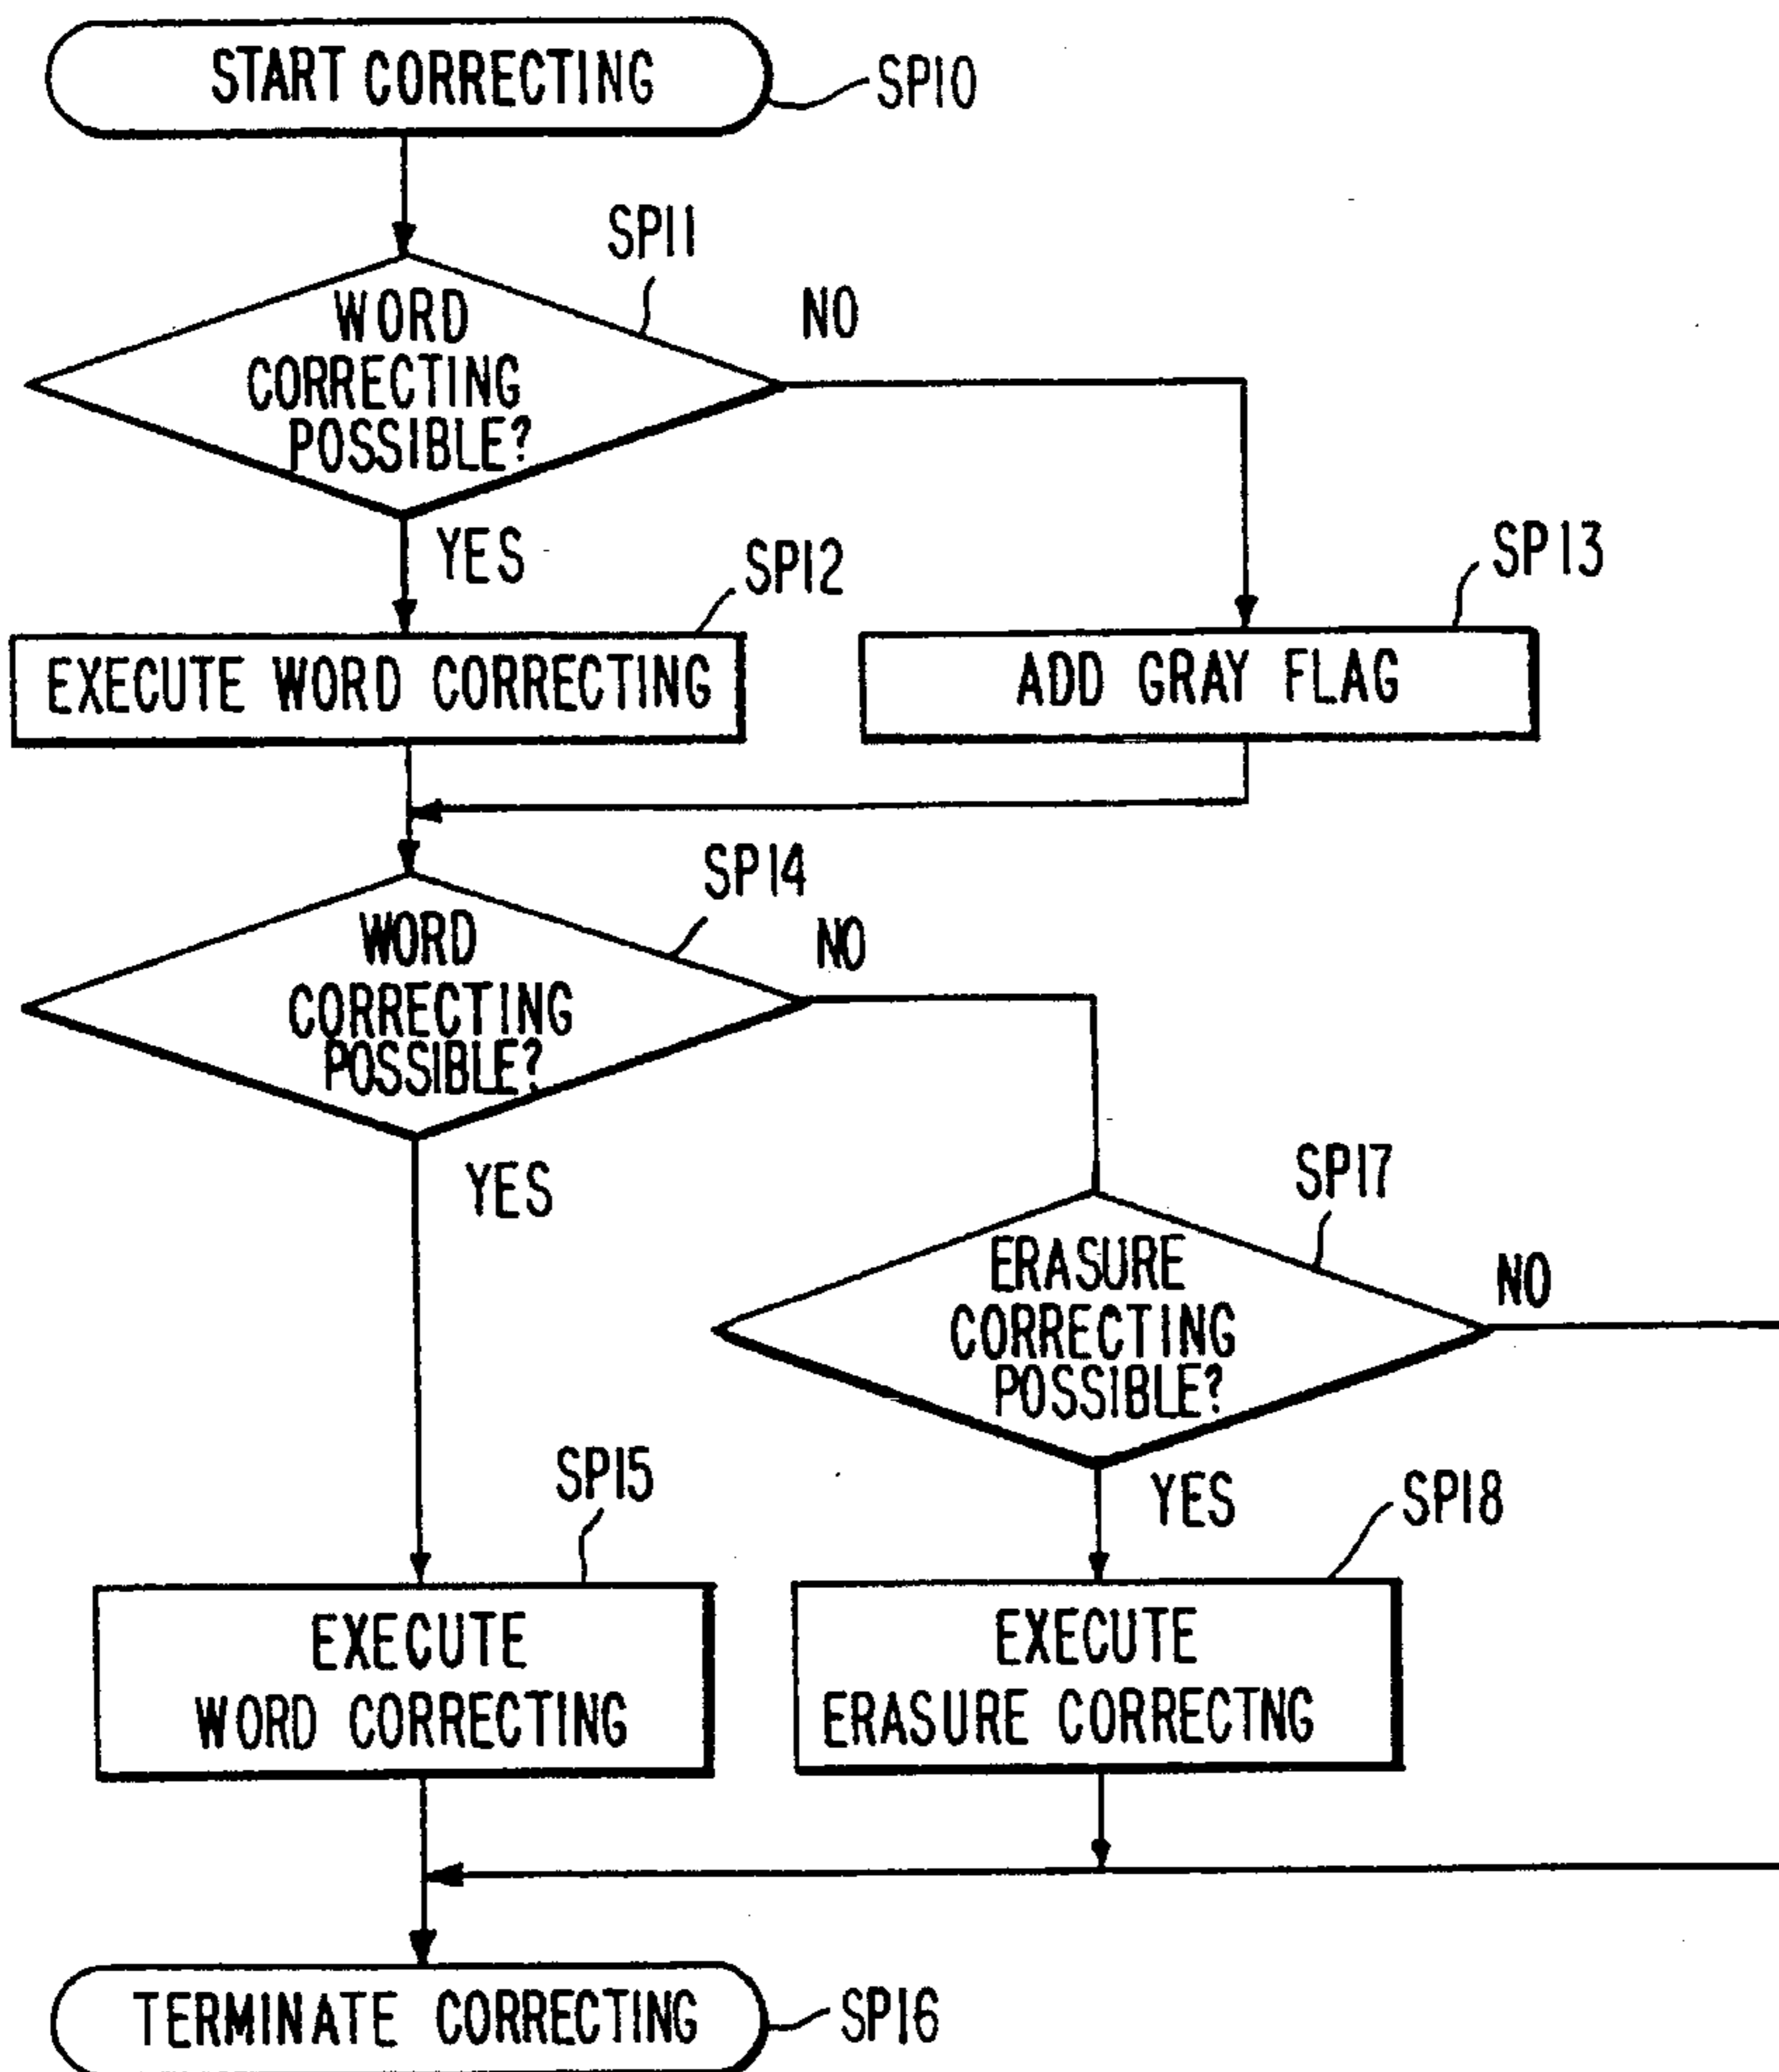 START CORRECTING
SP10
SP11
WORD
CORRECTING
POSSIBLE?
NO
YES
SP12
SP13
EXECUTE WORD CORRECTING
ADD GRAY FLAG
SP14
WORD
CORRECTING
POSSIBLE?
NO
YES
SP17
ERASURE
CORRECTING
POSSIBLE?
NO
YES
SP15
SP18
EXECUTE
WORD CORRECTING
EXECUTE
ERASURE CORRECTNG
TERMINATE CORRECTING
SP16